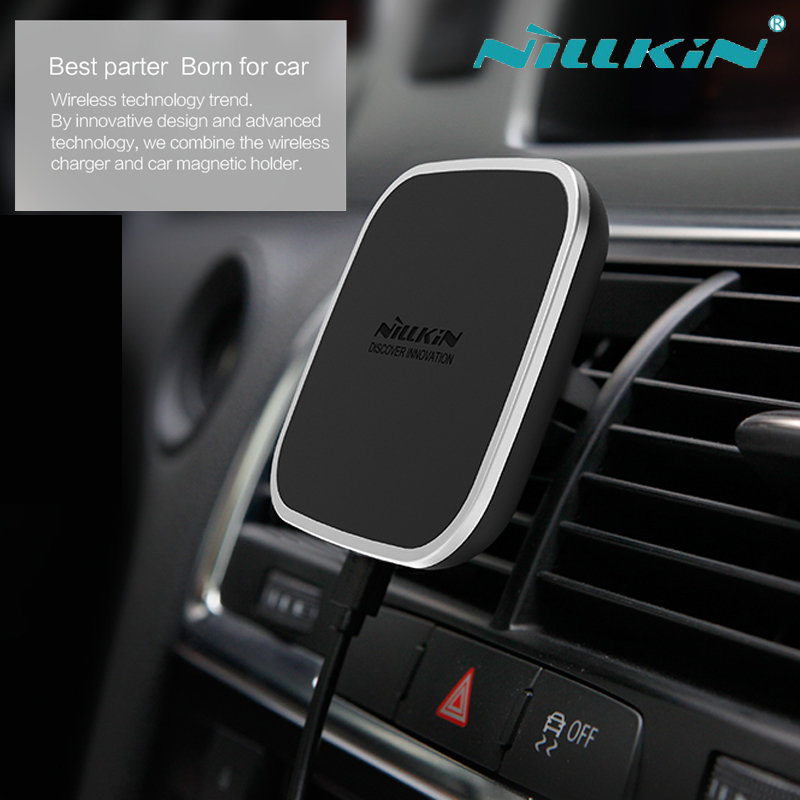 NiLLKiN®
Best parter Born for car
Wireless technology trend.
By innovative design and advanced
technology, we combine the wireless
charger and car magnetic holder.
NiLLKiN
DISCOVER INNOVATION
OFF